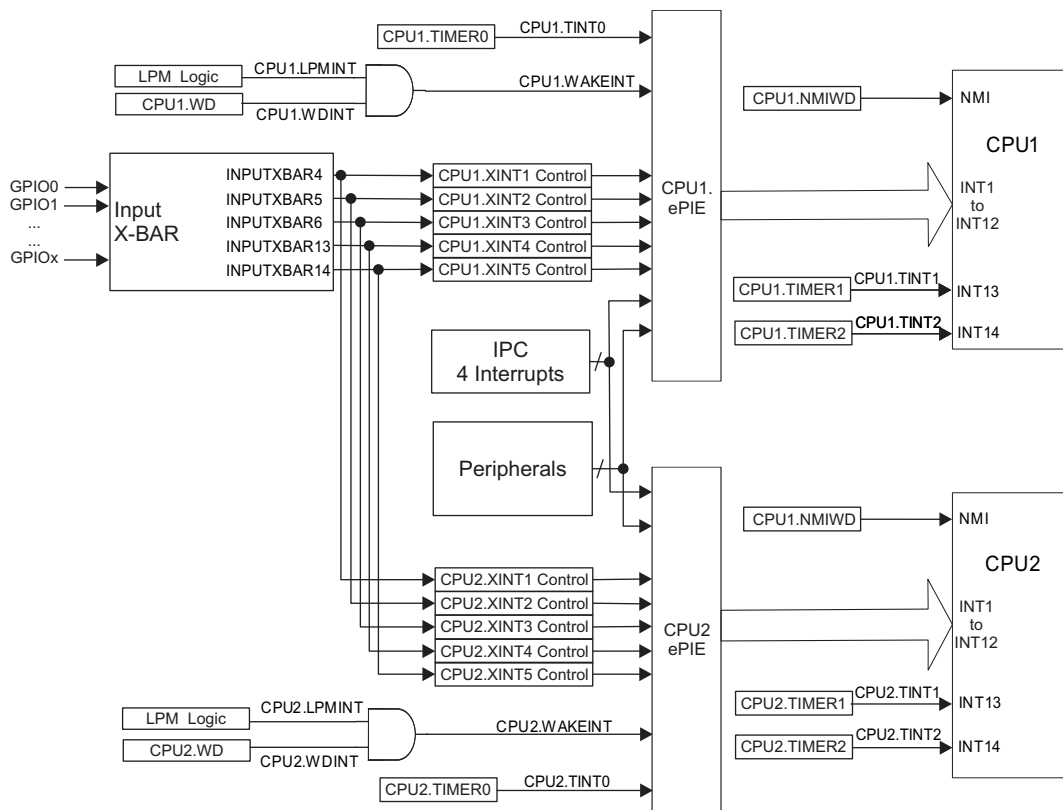 CPU1.TIMER0
CPU1.TINT0
LPM Logic
CPU1.LPMINT
CPU1.WD
CPU1.WDINT
CPU1.WAKEINT
CPU1.NMIWD
NMI
CPU1
GPIO0
GPIO1
...
...
GPIOx
Input
X-BAR
INPUTXBAR4
INPUTXBAR5
INPUTXBAR6
INPUTXBAR13
INPUTXBAR14
CPU1.XINT1 Control
CPU1.XINT2 Control
CPU1.XINT3 Control
CPU1.XINT4 Control
CPU1.XINT5 Control
CPU1.
ePIE
INT1
to
INT12
CPU1.TIMER1
CPU1.TINT1
INT13
CPU1.TIMER2
CPU1.TINT2
INT14
IPC
4 Interrupts
Peripherals
CPU1.NMIWD
NMI
CPU2
CPU2.XINT1 Control
CPU2.XINT2 Control
CPU2.XINT3 Control
CPU2.XINT4 Control
CPU2.XINT5 Control
CPU2
ePIE
INT1
to
INT12
CPU2.TIMER1
CPU2.TINT1
INT13
CPU2.TIMER2
CPU2.TINT2
INT14
LPM Logic
CPU2.LPMINT
CPU2.WD
CPU2.WDINT
CPU2.WAKEINT
CPU2.TIMER0
CPU2.TINT0